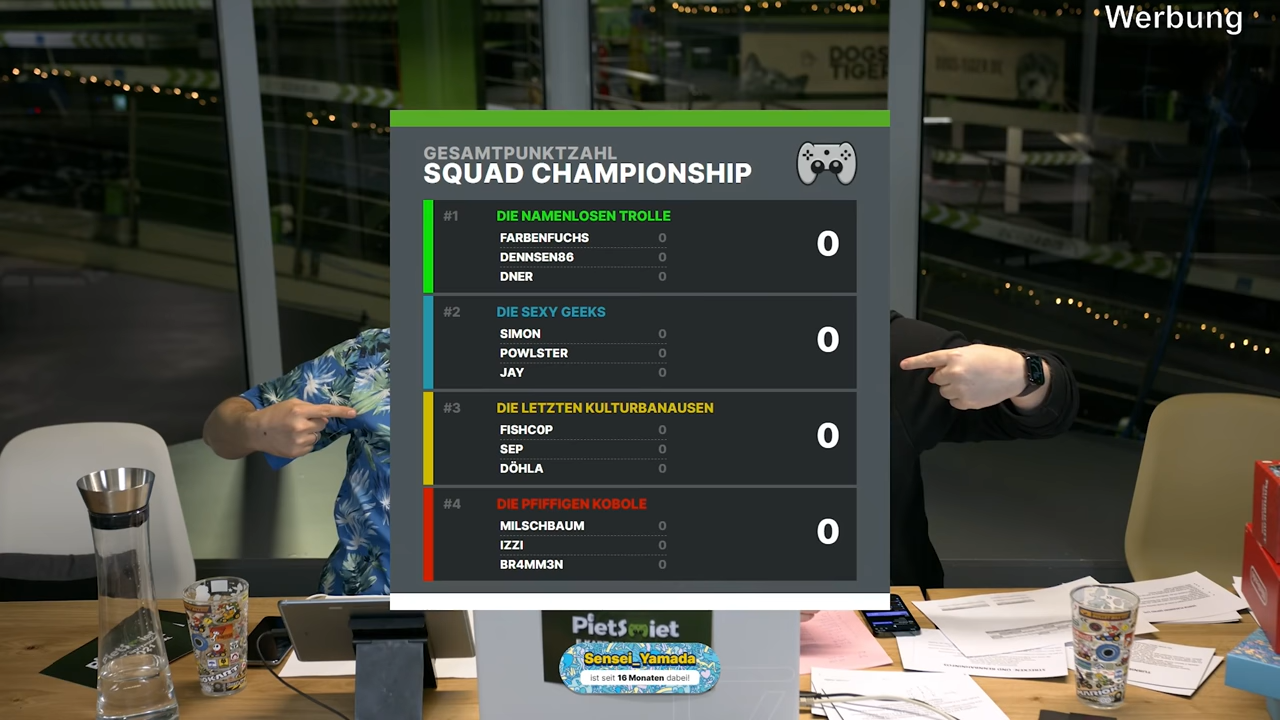 Werbung
DOGS
TIGER
GESAMTPUNKTZAHL
SQUAD CHAMPIONSHIP
#1 DIE NAMENLOSEN TROLLE
FARBENFUCHS 0
DENNSEN86 0
DNER 0
0
#2 DIE SEXY GEEKS
SIMON 0
POWLSTER 0
JAY 0
0
#3 DIE LETZTEN KULTURBANAUSEN
FISHC0P 0
SEP 0
DÖHLA 0
0
#4 DIE PFIFFIGEN KOBOLE
MILSCHBAUM 0
IZZI 0
BR4MM3N 0
0
PietSmiet
Sensei_Yamada
ist seit 16 Monaten dabei!